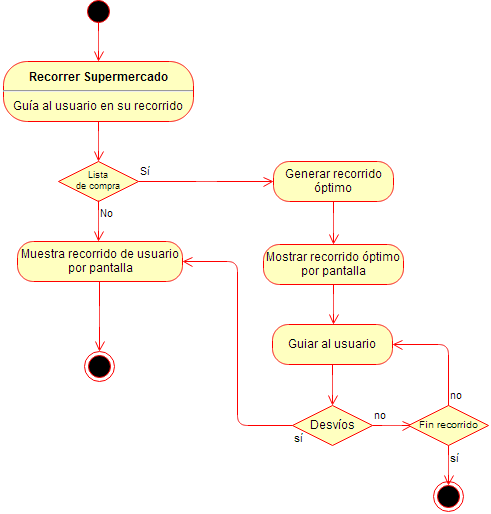 Recorrer Supermercado
Guía al usuario en su recorrido
Lista
de compra
Sí
No
Generar recorrido
óptimo
Muestra recorrido de usuario
por pantalla
Mostrar recorrido óptimo
por pantalla
Guiar al usuario
Desvíos
sí
no
Fin recorrido
no
sí